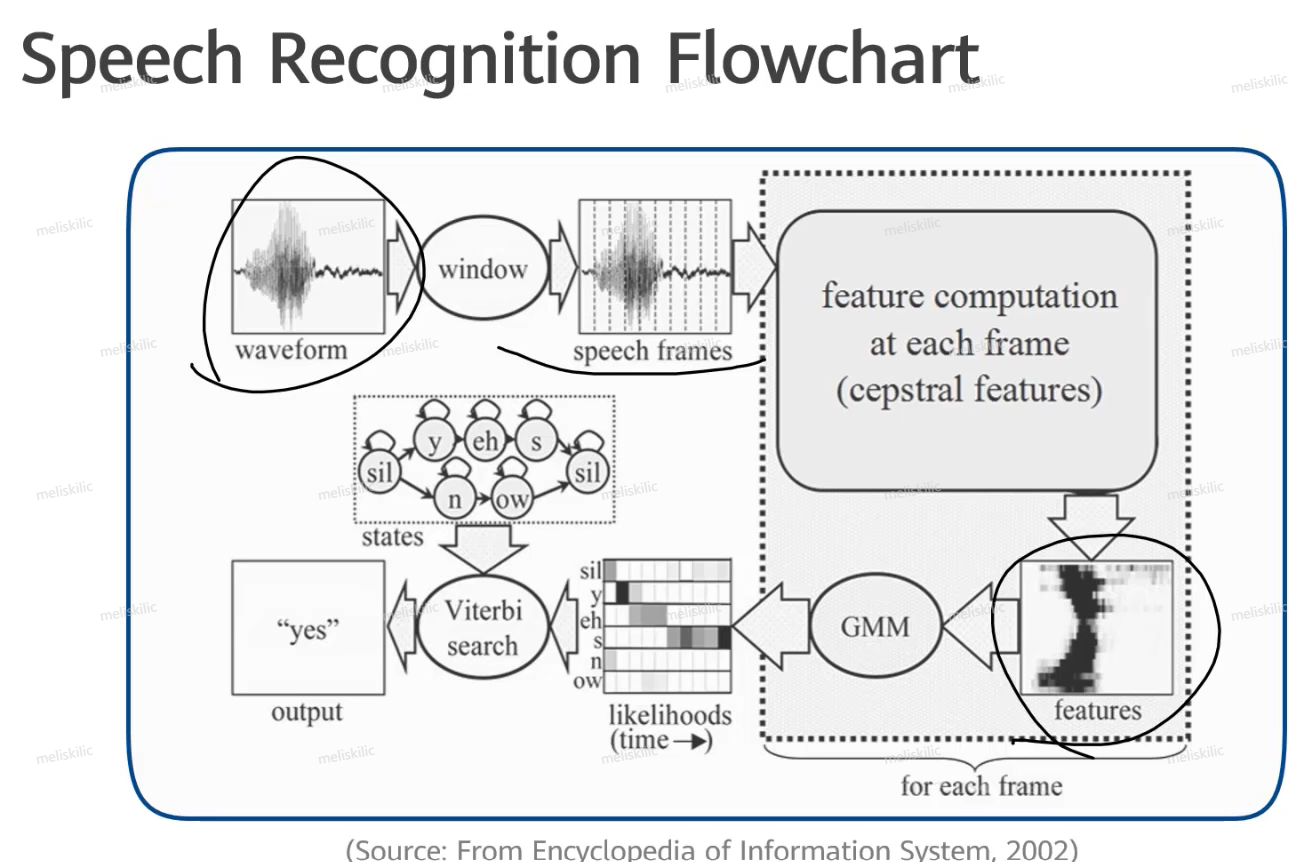 Speech Recognition Flowchart
waveform
window
speech frames
feature computation
at each frame
(cepstral features)
sil
y
eh
s
sil
n
ow
states
features
GMM
for each frame
sil
y
eh
s
n
ow
likelihoods
(time →)
Viterbi
search
“yes”
output
(Source: From Encyclopedia of Information System, 2002)
meliskilic